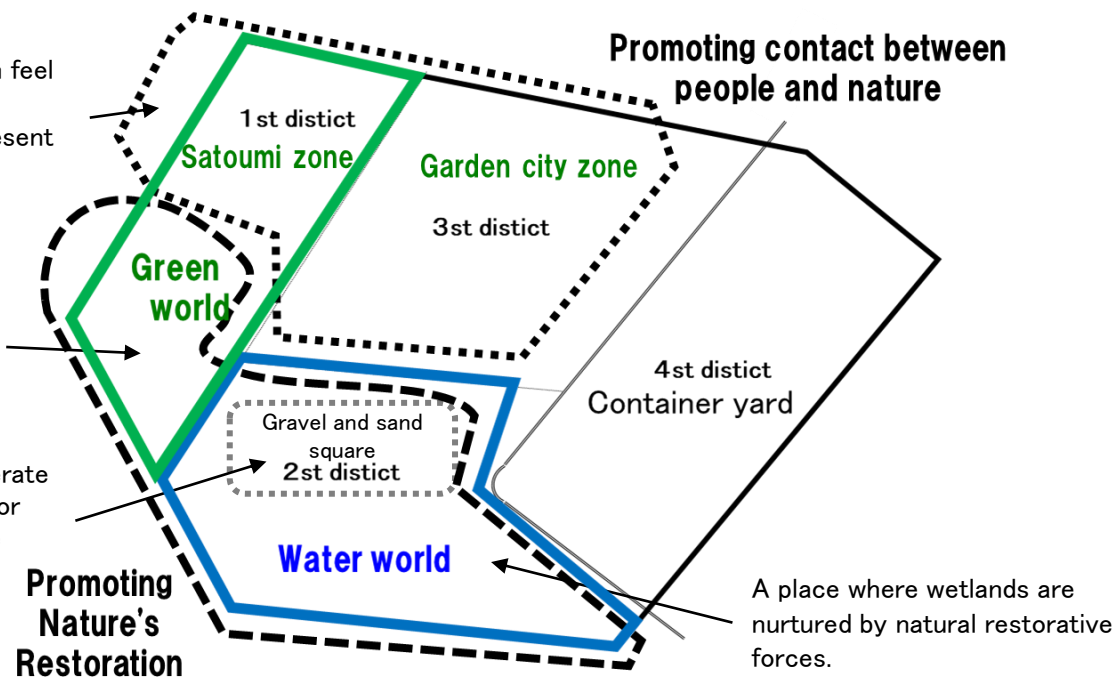 Promoting contact between
people and nature
feel
1st distict
Satoumi zone
Garden city zone
3st distict
Green
world
4st distict
Container yard
Gravel and sand
square
2st distict
or
Water world
Promoting
Nature's
Restoration
A place where wetlands are
nurtured by natural restorative
forces.